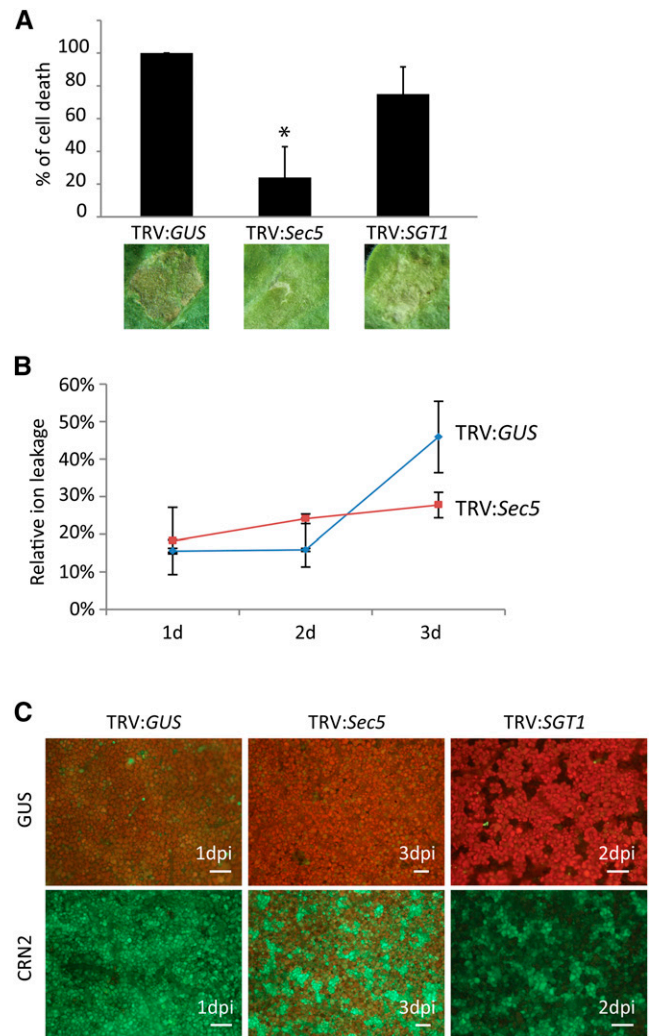 A
% of cell death
100
80
60
40
20
0
*
TRV:GUS TRV:Sec5 TRV:SGT1
B
Relative ion leakage
60%
50%
40%
30%
20%
10%
0%
TRV:GUS
TRV:Sec5
1d 2d 3d
C
TRV:GUS TRV:Sec5 TRV:SGT1
GUS
1dpi 3dpi 2dpi
CRN2
1dpi 3dpi 2dpi